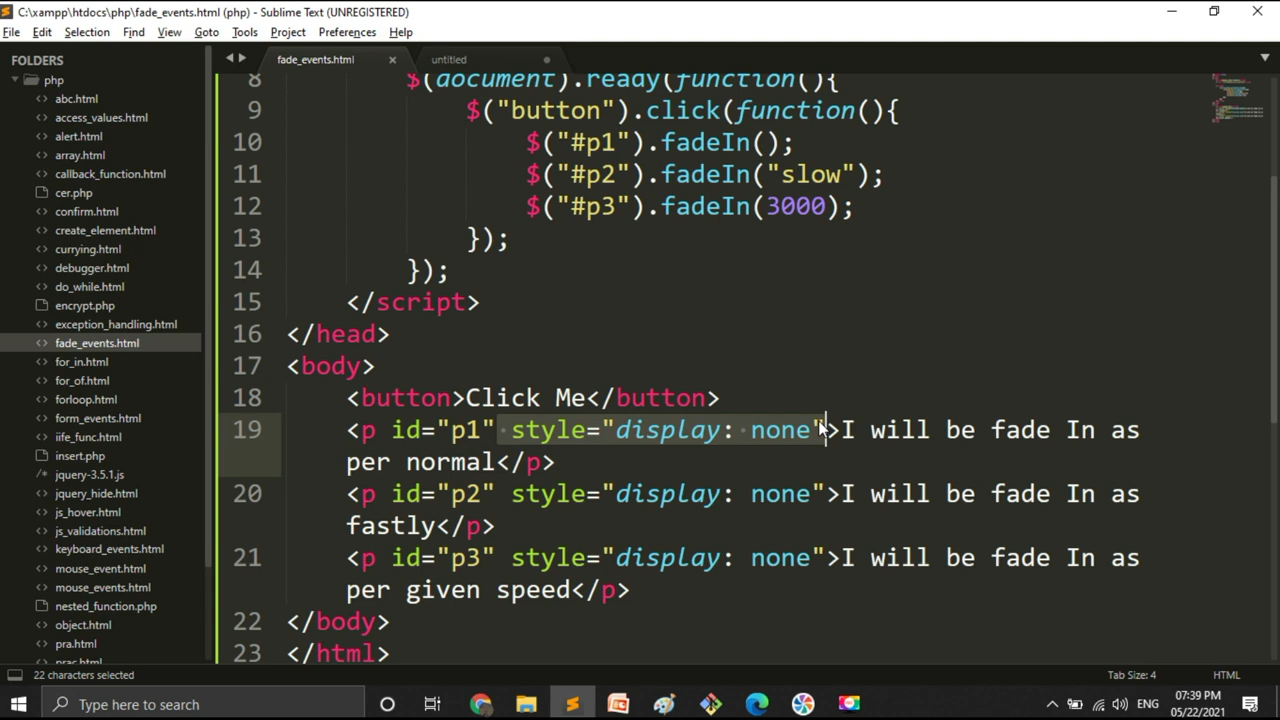 C:\xampp\htdocs\php\fade_events.html (php) - Sublime Text (UNREGISTERED)
File Edit Selection Find View Goto Tools Project Preferences Help
FOLDERS
php
abc.html
access_values.html
alert.html
array.html
callback_function.html
cer.php
confirm.html
create_element.html
currying.html
debugger.html
do_while.html
encrypt.php
exception_handling.html
fade_events.html
for_in.html
for_of.html
forloop.html
form_events.html
iife_func.html
insert.php
jquery-3.5.1.js
jquery_hide.html
js_hover.html
js_validations.html
keyboard_events.html
mouse_event.html
mouse_events.html
nested_function.php
object.html
pra.html
prac.html
fade_events.html untitled
8 $(document).ready(function(){
9 $("button").click(function(){
10 $("#p1").fadeIn();
11 $("#p2").fadeIn("slow");
12 $("#p3").fadeIn(3000);
13 });
14 });
15 </script>
16 </head>
17 <body>
18 <button>Click Me</button>
19 <p id="p1" style="display: none">I will be fade In as
per normal</p>
20 <p id="p2" style="display: none">I will be fade In as
fastly</p>
21 <p id="p3" style="display: none">I will be fade In as
per given speed</p>
22 </body>
23 </html>
22 characters selected Tab Size: 4 HTML
Type here to search ENG 07:39 PM
05/22/2021